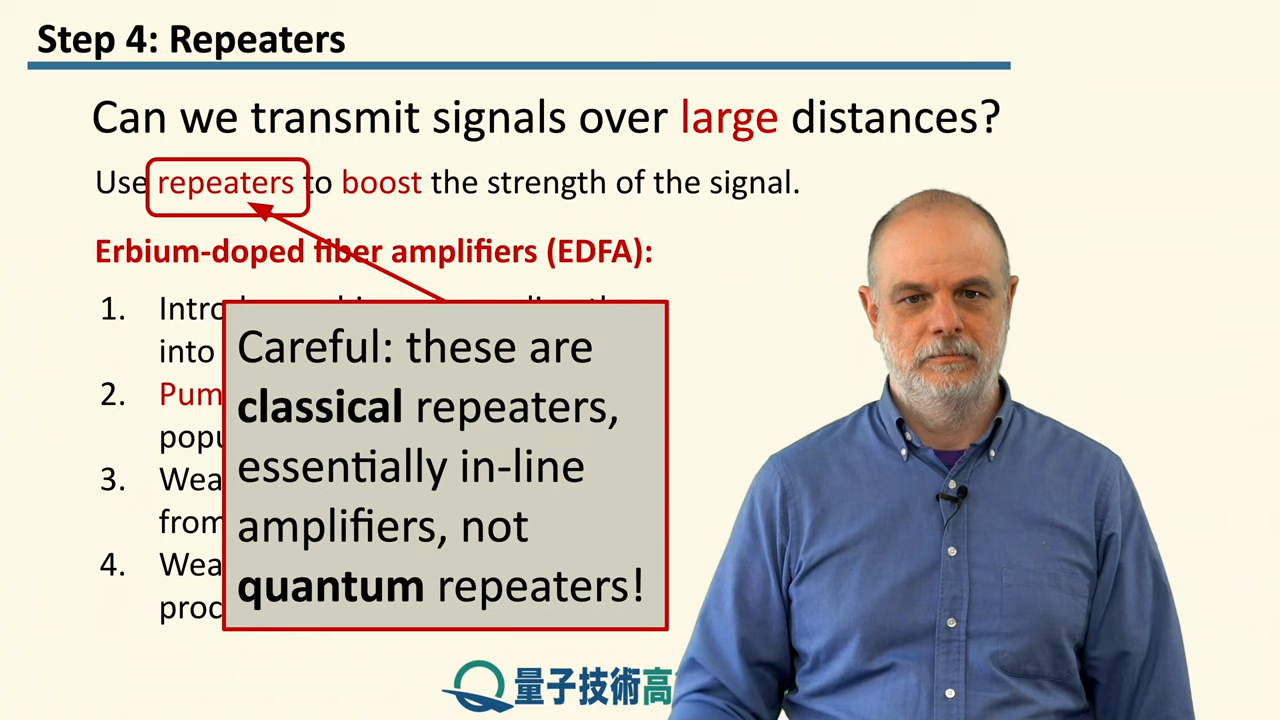 Step 4: Repeaters
Can we transmit signals over large distances?
Use repeaters to boost the strength of the signal.
Erbium-doped fiber amplifiers (EDFA):
1.
into
2.
3.
from
4.
Careful: these are
classical repeaters,
essentially in-line
amplifiers, not
quantum repeaters!
量子技術高